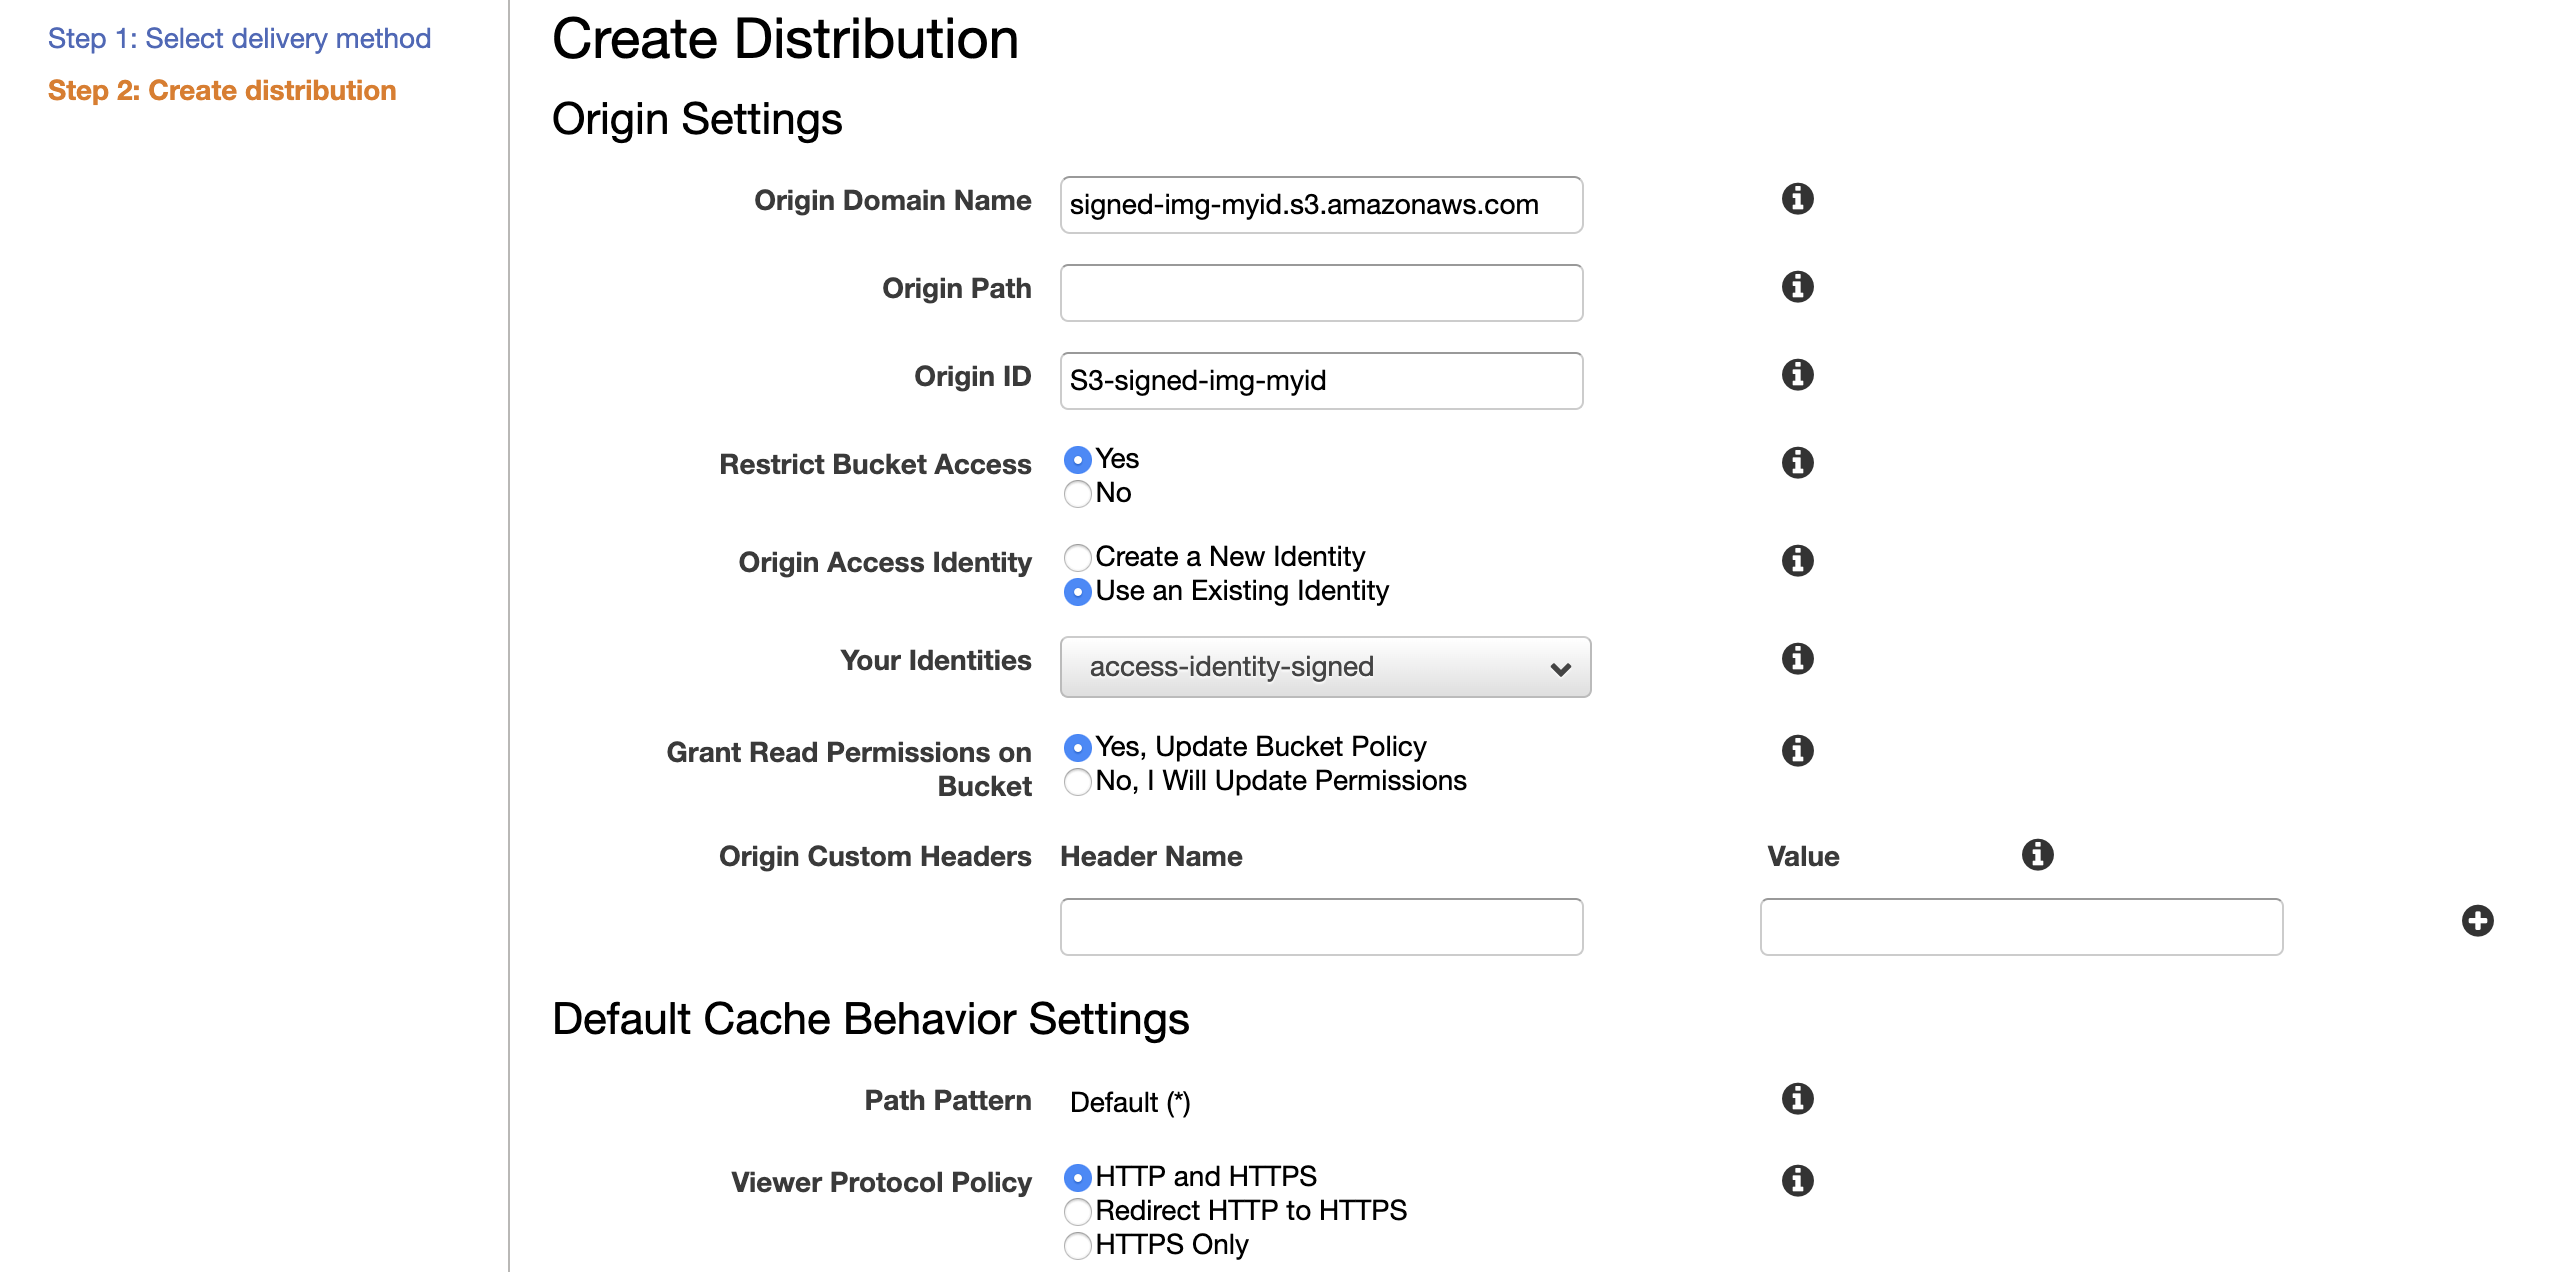 Step 1: Select delivery method
Step 2: Create distribution
Create Distribution
Origin Settings
Origin Domain Name
signed-img-myid.s3.amazonaws.com
Origin Path
Origin ID
S3-signed-img-myid
Restrict Bucket Access
Yes
No
Origin Access Identity
Create a New Identity
Use an Existing Identity
Your Identities
access-identity-signed
Grant Read Permissions on
Bucket
Yes, Update Bucket Policy
No, I Will Update Permissions
Origin Custom Headers
Header Name
Value
Default Cache Behavior Settings
Path Pattern
Default (*)
Viewer Protocol Policy
HTTP and HTTPS
Redirect HTTP to HTTPS
HTTPS Only